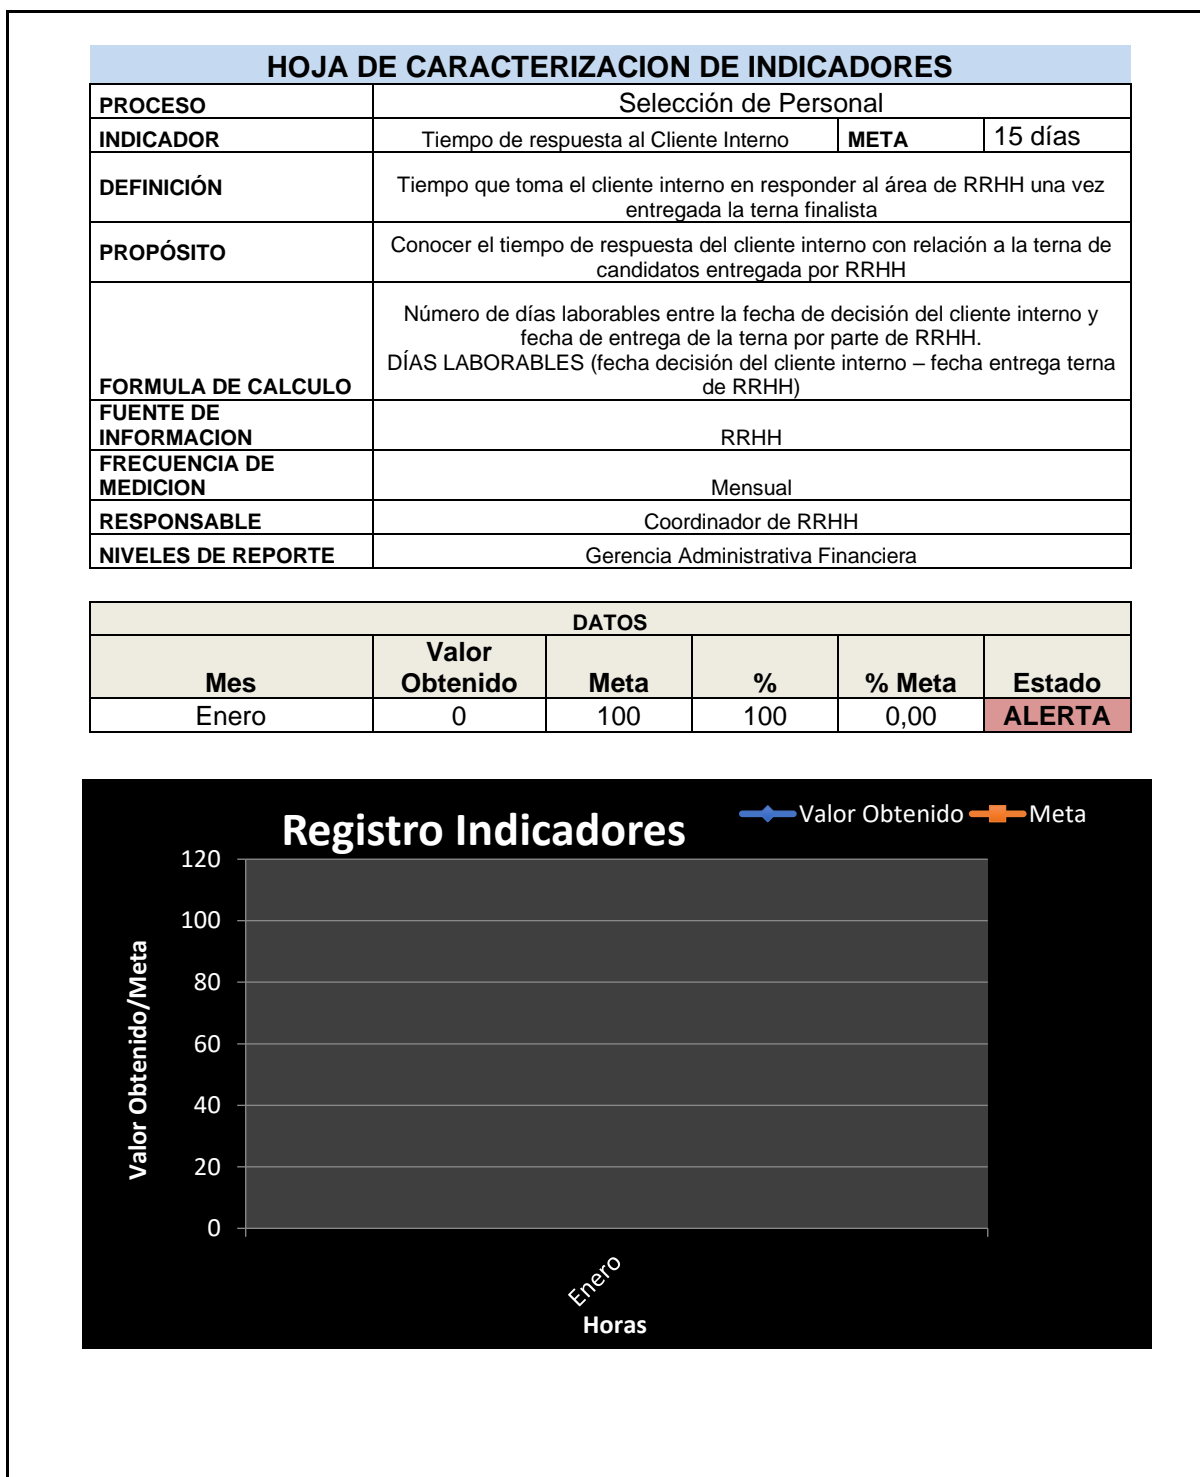 HOJA DE CARACTERIZACION DE INDICADORES
PROCESO Selección de Personal
INDICADOR Tiempo de respuesta al Cliente Interno META 15 días
DEFINICIÓN Tiempo que toma el cliente interno en responder al área de RRHH una vez
entregada la terna finalista
PROPÓSITO Conocer el tiempo de respuesta del cliente interno con relación a la terna de
candidatos entregada por RRHH
Número de días laborables entre la fecha de decisión del cliente interno y
fecha de entrega de la terna por parte de RRHH.
DÍAS LABORABLES (fecha decisión del cliente interno – fecha entrega terna
FORMULA DE CALCULO de RRHH)
FUENTE DE
INFORMACION RRHH
FRECUENCIA DE
MEDICION Mensual
RESPONSABLE Coordinador de RRHH
NIVELES DE REPORTE Gerencia Administrativa Financiera
DATOS
Mes Valor Obtenido Meta % % Meta Estado
Enero 0 100 100 0,00 ALERTA
Registro Indicadores
Valor Obtenido Meta
Valor Obtenido/Meta
120
100
80
60
40
20
0
Enero
Horas